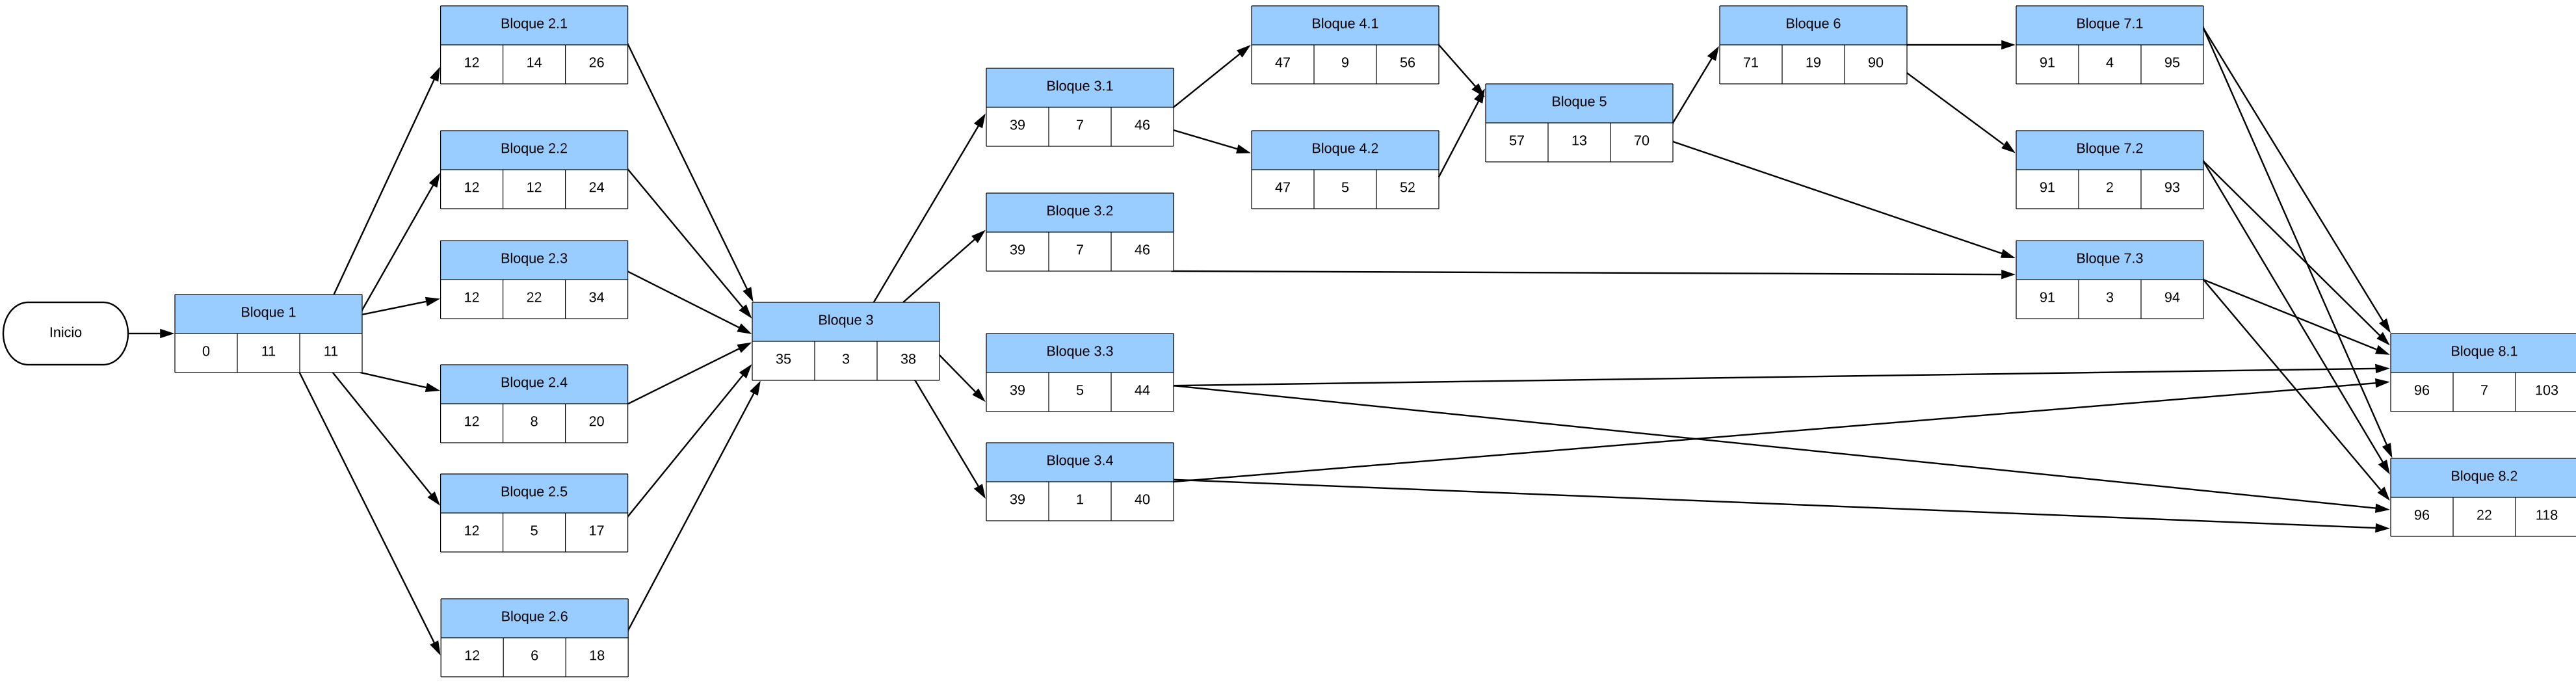 Inicio
Bloque 1
0 11 11
Bloque 2.1
12 14 26
Bloque 2.2
12 12 24
Bloque 2.3
12 22 34
Bloque 2.4
12 8 20
Bloque 2.5
12 5 17
Bloque 2.6
12 6 18
Bloque 3
35 3 38
Bloque 3.1
39 7 46
Bloque 3.2
39 7 46
Bloque 3.3
39 5 44
Bloque 3.4
39 1 40
Bloque 4.1
47 9 56
Bloque 4.2
47 5 52
Bloque 5
57 13 70
Bloque 6
71 19 90
Bloque 7.1
91 4 95
Bloque 7.2
91 2 93
Bloque 7.3
91 3 94
Bloque 8.1
96 7 103
Bloque 8.2
96 22 118